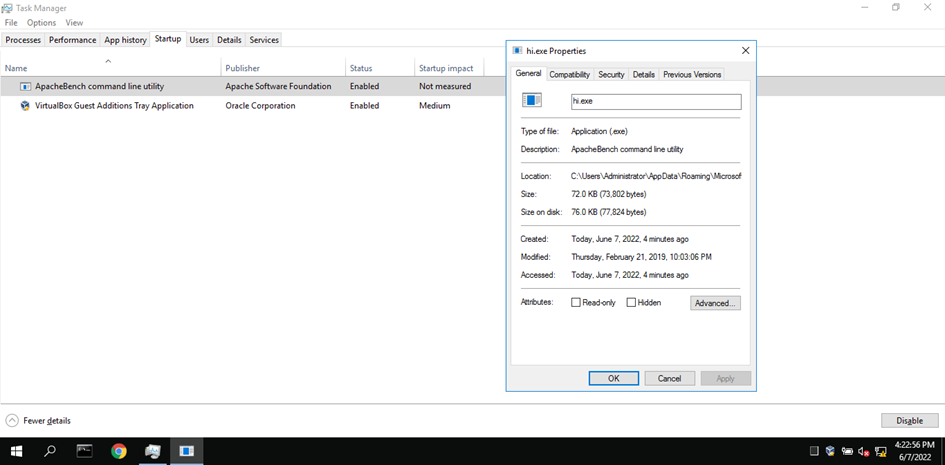 Task Manager
File Options View
Processes Performance App history Startup Users Details Services
Name Publisher Status Startup impact
ApacheBench command line utility Apache Software Foundation Enabled Not measured
VirtualBox Guest Additions Tray Application Oracle Corporation Enabled Medium
hi.exe Properties
General Compatibility Security Details Previous Versions
hi.exe
Type of file: Application (.exe)
Description: ApacheBench command line utility
Location: C:\Users\Administrator\AppData\Roaming\Microsof
Size: 72.0 KB (73,802 bytes)
Size on disk: 76.0 KB (77,824 bytes)
Created: Today, June 7, 2022, 4 minutes ago
Modified: Thursday, February 21, 2019, 10:03:06 PM
Accessed: Today, June 7, 2022, 4 minutes ago
Attributes: Read-only Hidden Advanced...
OK Cancel Apply
Fewer details Disable
4:22:56 PM
6/7/2022